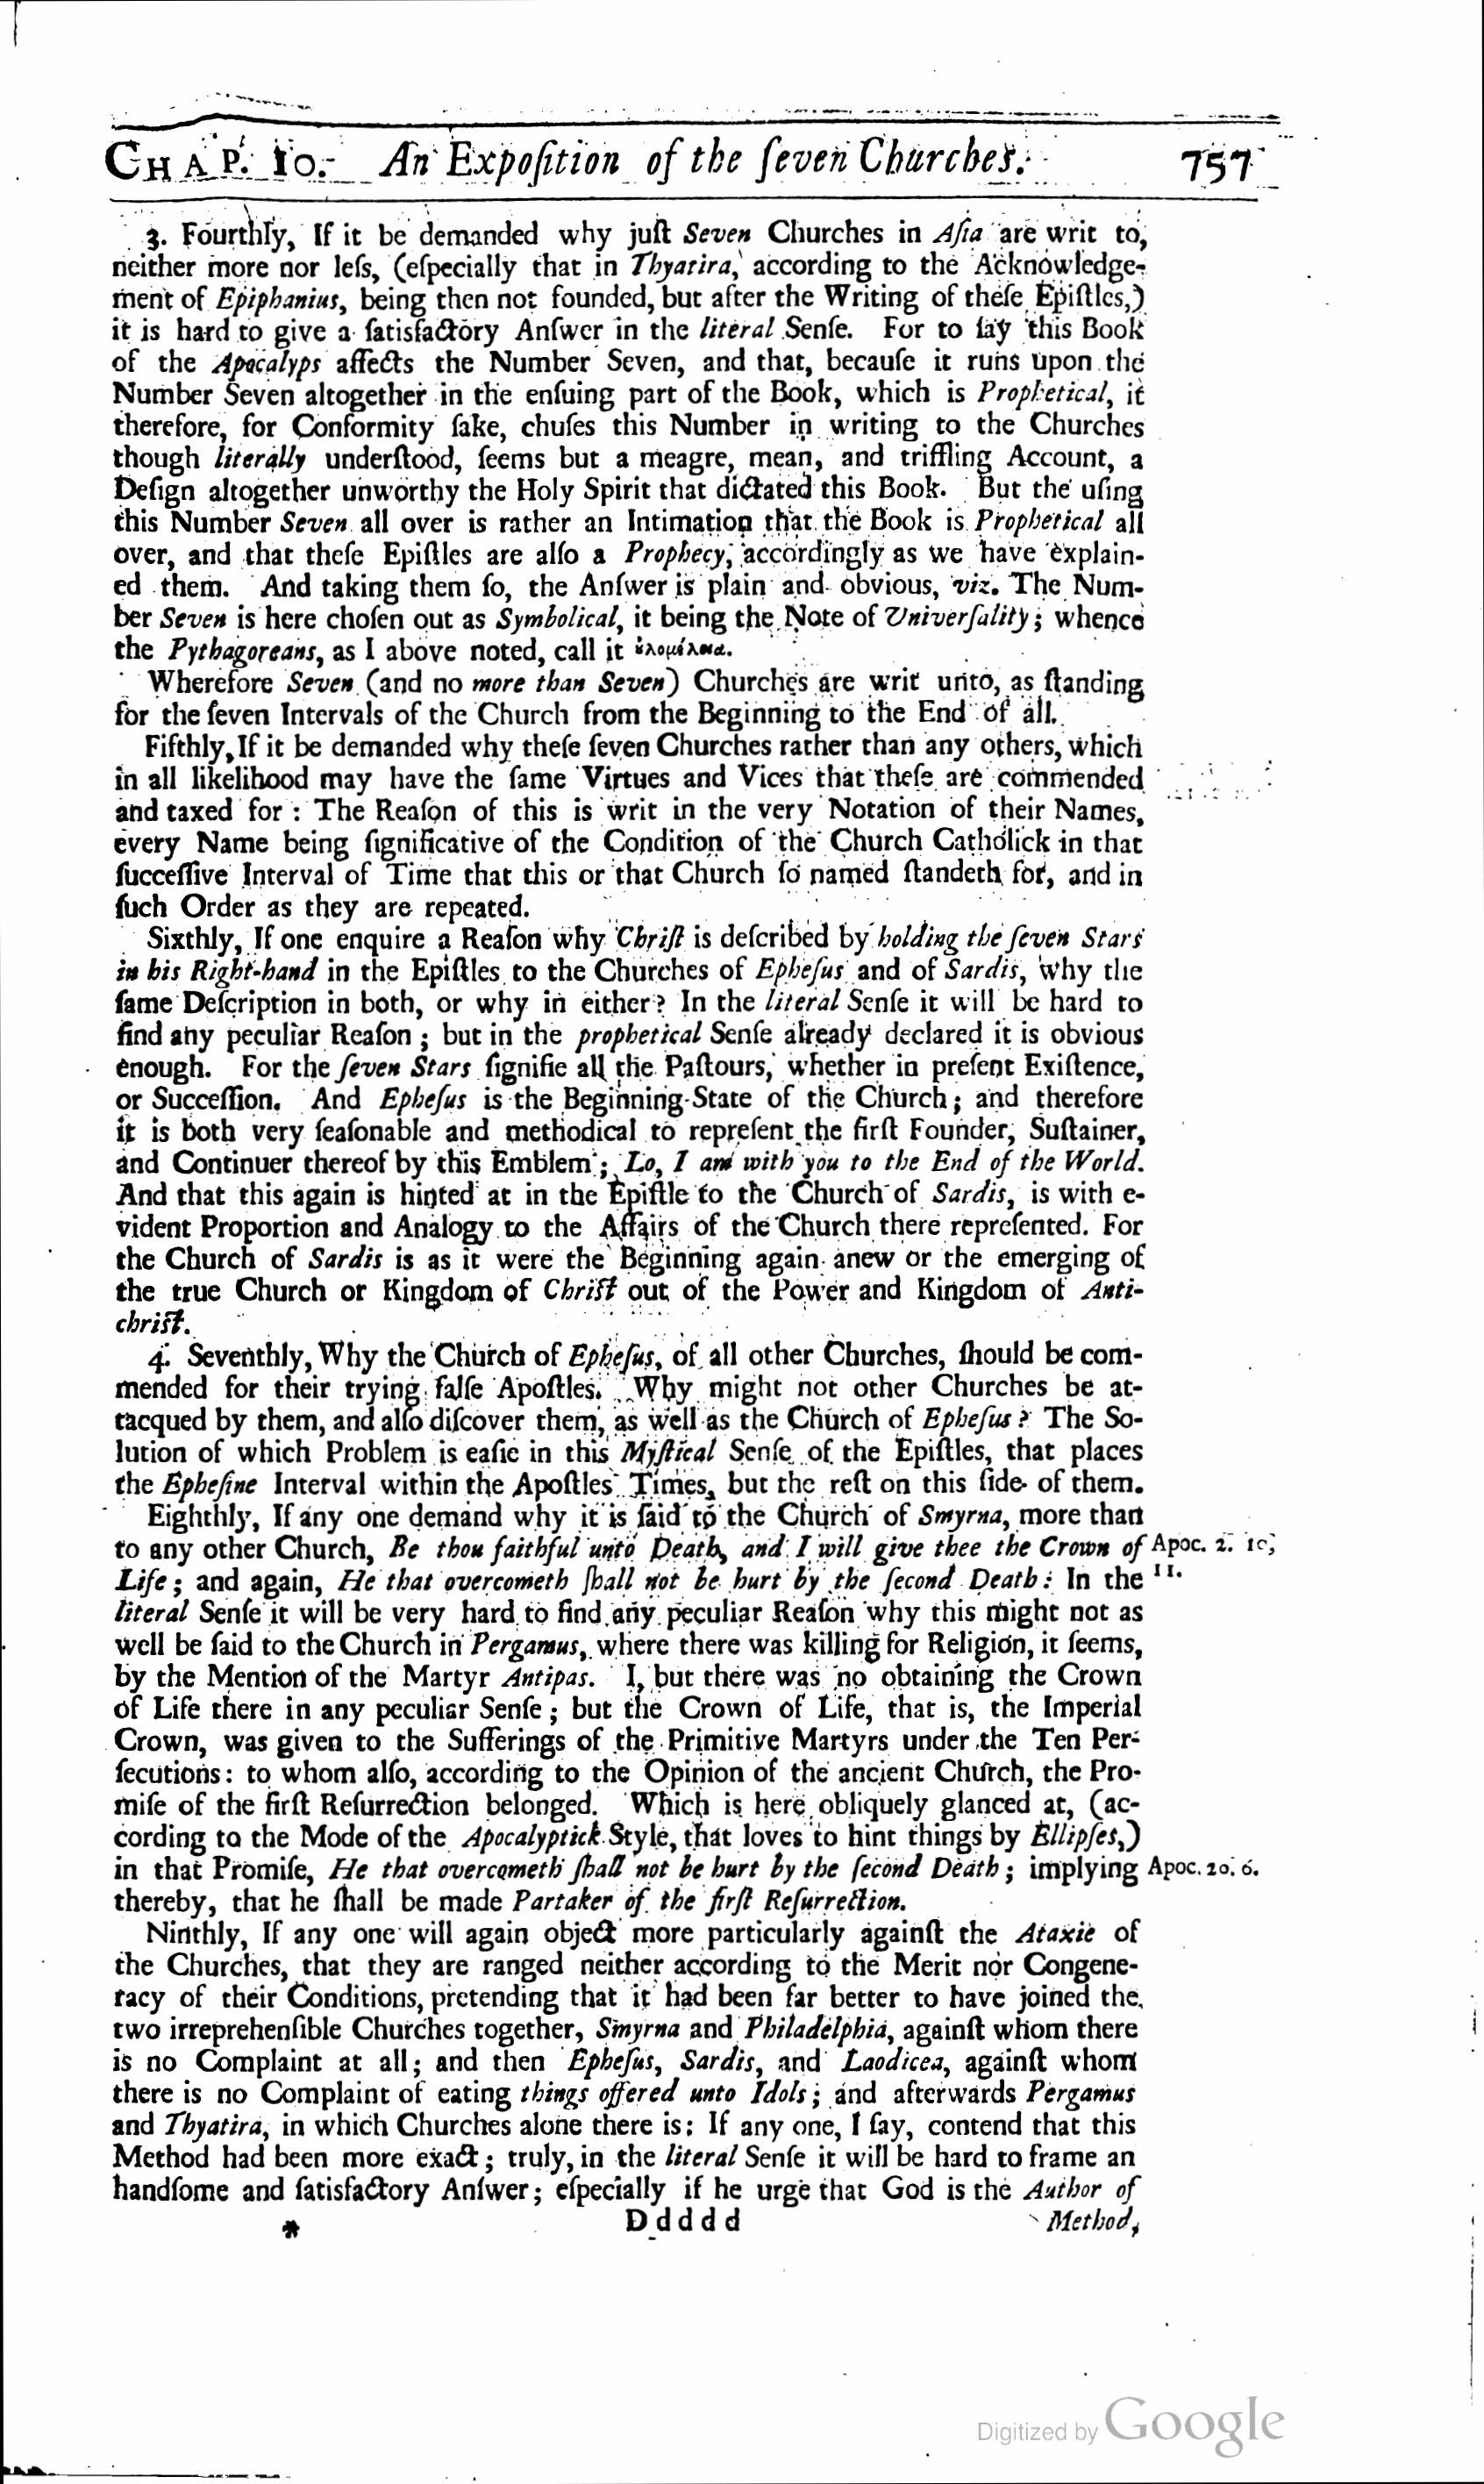 CHAP. 10. An Expoſition of the ſeven Churches. 757
3. Fourthly, If it be demanded why juſt Seven Churches in Aſia are writ to,
neither more nor leſs, (eſpecially that in Thyatira, according to the Acknowledge-
ment of Epiphanius, being then not founded, but after the Writing of theſe Epiſtles,)
it is hard to give a ſatisfactory Anſwer in the literal Senſe. For to ſay this Book
of the Apocalyps affects the Number Seven, and that, becauſe it runs upon the
Number Seven altogether in the enſuing part of the Book, which is Prophetical, it
therefore, for Conformity ſake, chuſes this Number in writing to the Churches
though literally underſtood, ſeems but a meagre, mean, and triffling Account, a
Deſign altogether unworthy the Holy Spirit that dictated this Book. But the uſing
this Number Seven all over is rather an Intimation that the Book is Prophetical all
over, and that theſe Epiſtles are alſo a Prophecy, accordingly as we have explain-
ed them. And taking them ſo, the Anſwer is plain and obvious, viz. The Num-
ber Seven is here choſen out as Symbolical, it being the Note of Univerſality; whence
the Pythagoreans, as I above noted, call it
Wherefore Seven (and no more than Seven) Churches are writ unto, as ſtanding
for the ſeven Intervals of the Church from the Beginning to the End of all.
Fifthly, If it be demanded why theſe ſeven Churches rather than any others, which
in all likelihood may have the ſame Virtues and Vices that theſe are commended
and taxed for: The Reaſon of this is writ in the very Notation of their Names,
every Name being ſignificative of the Condition of the Church Catholick in that
ſucceſſive Interval of Time that this or that Church ſo named ſtandeth for, and in
ſuch Order as they are repeated.
Sixthly, If one enquire a Reaſon why Chriſt is deſcribed by holding the ſeven Stars
in his Right-hand in the Epiſtles to the Churches of Epheſus and of Sardis, why the
ſame Deſcription in both, or why in either? In the literal Senſe it will be hard to
find any peculiar Reaſon; but in the prophetical Senſe already declared it is obvious
enough. For the ſeven Stars ſignifie all the Paſtours, whether in preſent Exiſtence,
or Succeſſion. And Epheſus is the Beginning-State of the Church; and therefore
it is both very ſeaſonable and methodical to repreſent the firſt Founder, Suſtainer,
and Continuer thereof by this Emblem; Lo, I am with you to the End of the World.
And that this again is hinted at in the Epiſtle to the Church of Sardis, is with e-
vident Proportion and Analogy to the Affairs of the Church there repreſented. For
the Church of Sardis is as it were the Beginning again anew or the emerging of
the true Church or Kingdom of Chriſt out of the Power and Kingdom of Anti-
chriſt.
4. Seventhly, Why the Church of Epheſus, of all other Churches, ſhould be com-
mended for their trying falſe Apoſtles. Why might not other Churches be at-
tacqued by them, and alſo diſcover them, as well as the Church of Epheſus? The So-
lution of which Problem is eaſie in this Myſtical Senſe of the Epiſtles, that places
the Epheſine Interval within the Apoſtles Times, but the reſt on this ſide of them.
Eighthly, If any one demand why it is ſaid to the Church of Smyrna, more than
to any other Church, Be thou faithful unto Death, and I will give thee the Crown of Apoc. 2. 10,
Life; and again, He that overcometh ſhall not be hurt by the ſecond Death: In the 11.
literal Senſe it will be very hard to find any peculiar Reaſon why this might not as
well be ſaid to the Church in Pergamus, where there was killing for Religion, it ſeems,
by the Mention of the Martyr Antipas. I, but there was no obtaining the Crown
of Life there in any peculiar Senſe; but the Crown of Life, that is, the Imperial
Crown, was given to the Sufferings of the Primitive Martyrs under the Ten Per-
ſecutions: to whom alſo, according to the Opinion of the ancient Church, the Pro-
miſe of the firſt Reſurrection belonged. Which is here obliquely glanced at, (ac-
cording to the Mode of the Apocalyptick Style, that loves to hint things by Ellipſes,)
in that Promiſe, He that overcometh ſhall not be hurt by the ſecond Death; implying Apoc. 20. 6.
thereby, that he ſhall be made Partaker of the firſt Reſurrection.
Ninthly, If any one will again object more particularly againſt the Ataxie of
the Churches, that they are ranged neither according to the Merit nor Congene-
racy of their Conditions, pretending that it had been far better to have joined the
two irreprehenſible Churches together, Smyrna and Philadelphia, againſt whom there
is no Complaint at all; and then Epheſus, Sardis, and Laodicea, againſt whom
there is no Complaint of eating things offered unto Idols; and afterwards Pergamus
and Thyatira, in which Churches alone there is: If any one, I ſay, contend that this
Method had been more exact; truly, in the literal Senſe it will be hard to frame an
handſome and ſatisfactory Anſwer; eſpecially if he urge that God is the Author of
* Ddddd Method,
Digitized by Google